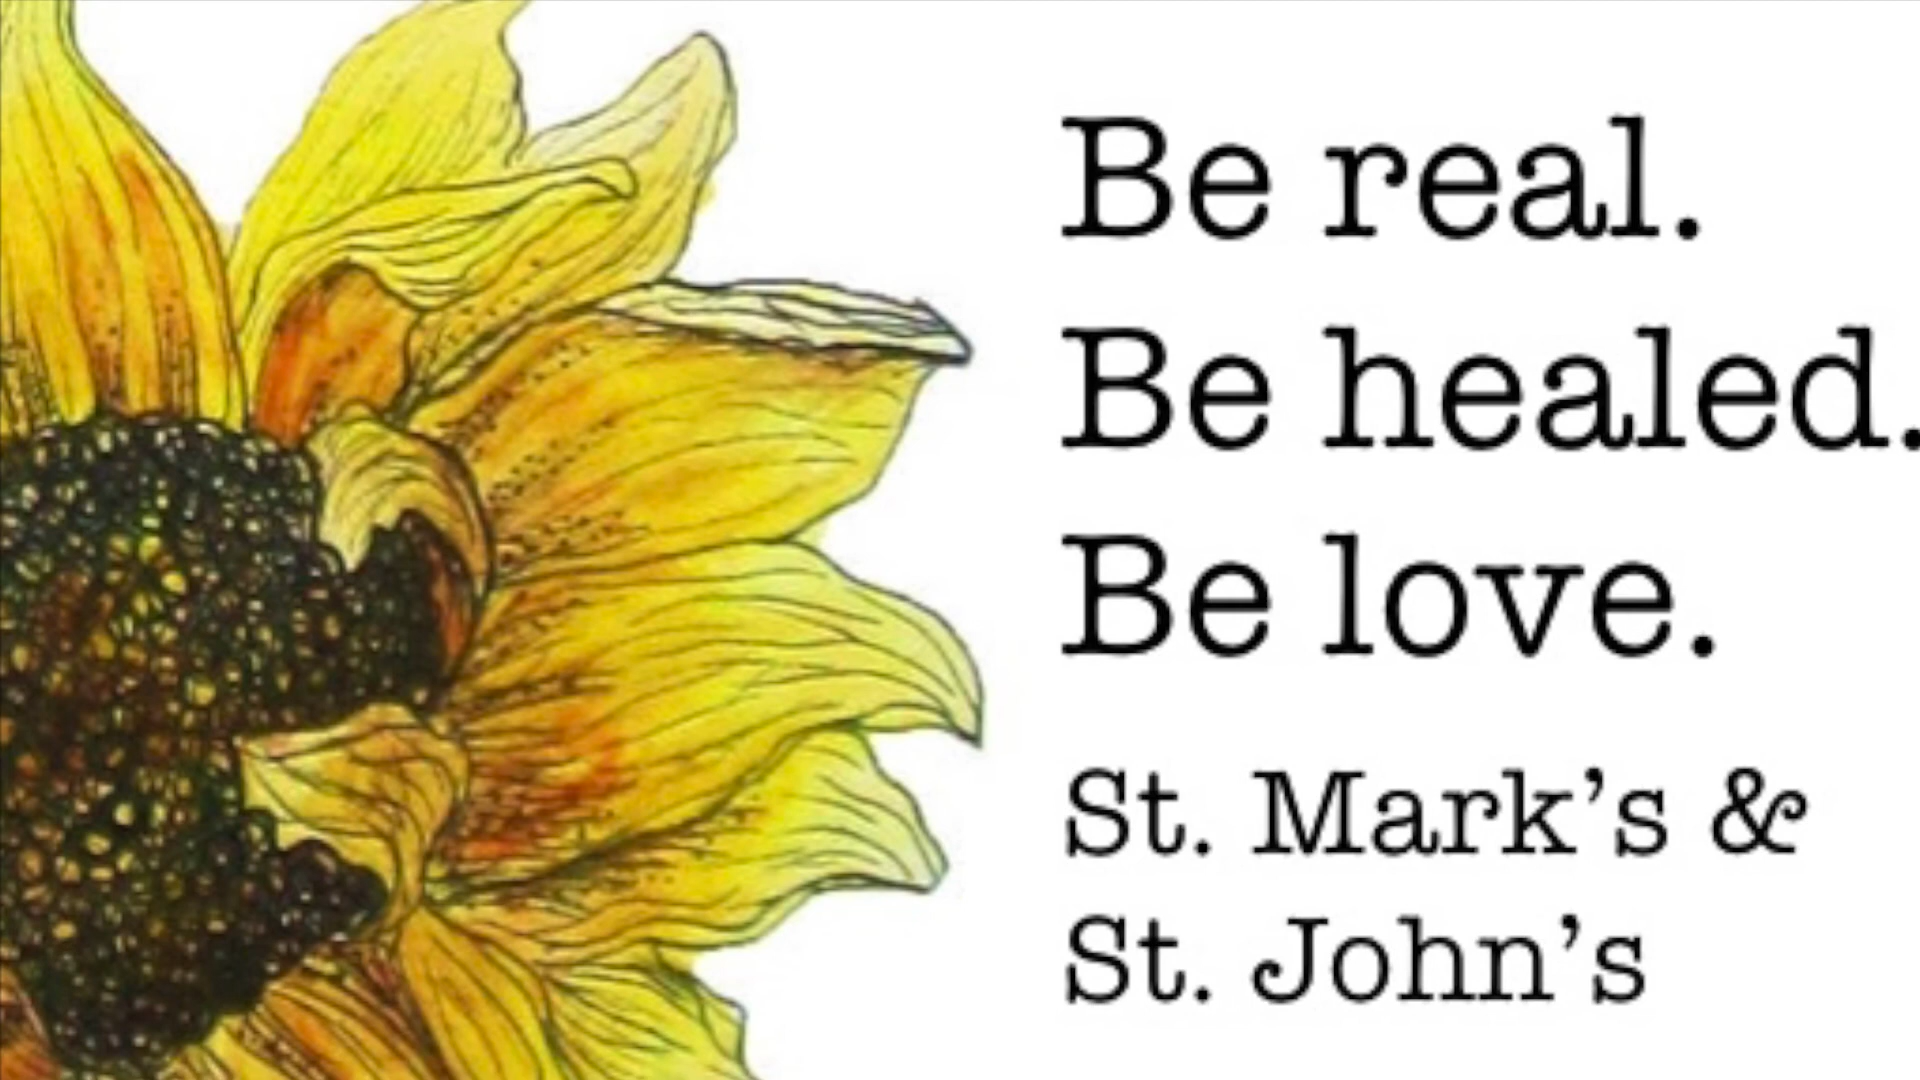 Be real.
Be healed.
Be love.
St. Mark’s &
St. John’s